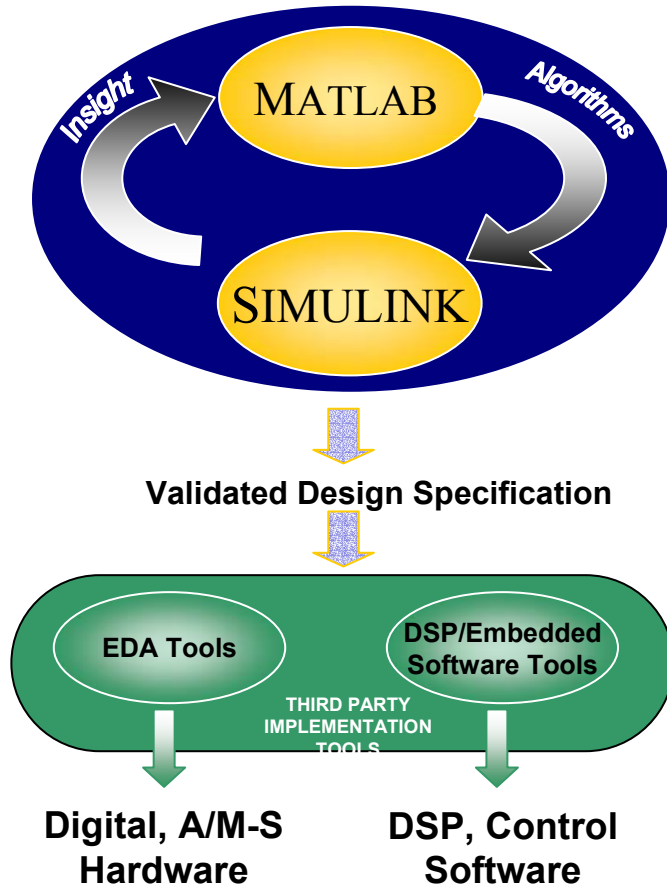 Insight
MATLAB
Algorithms
SIMULINK
Validated Design Specification
EDA Tools
DSP/Embedded
Software Tools
THIRD PARTY
IMPLEMENTATION
TOOLS
Digital, A/M-S
Hardware
DSP, Control
Software